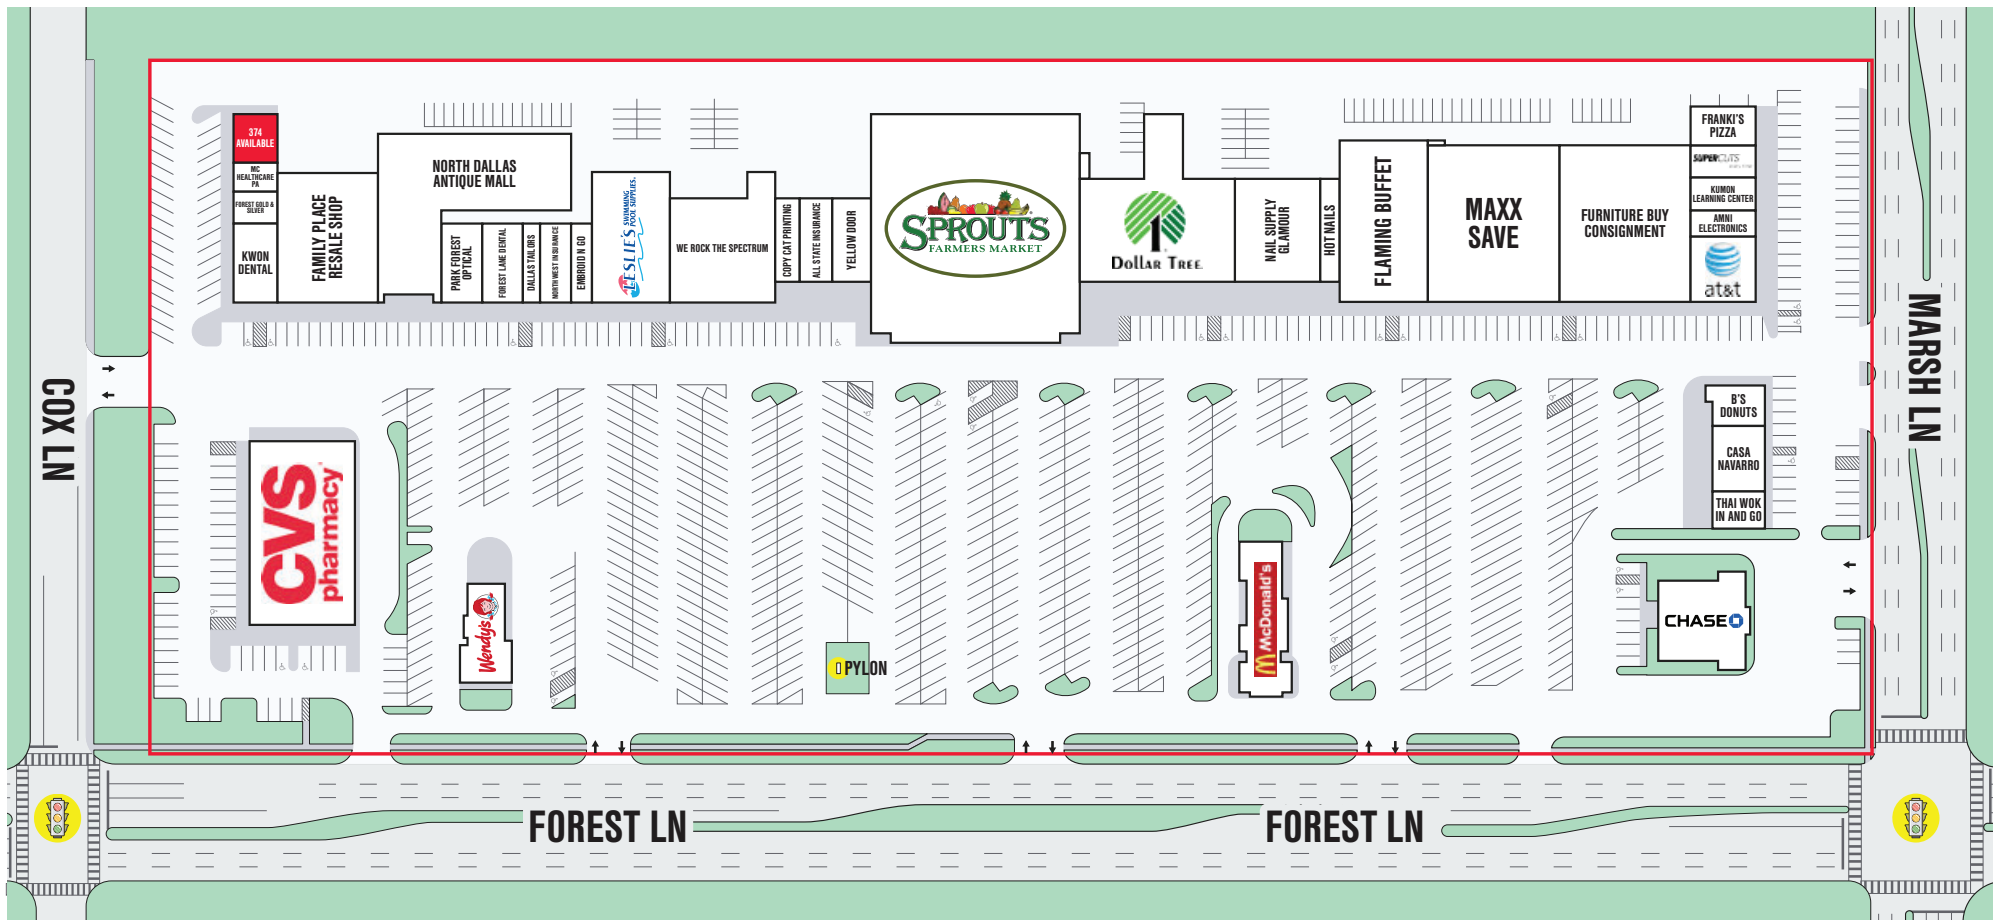 374
AVAILABLE
MC
HEALTHCARE
PA
FOREST GOLD &
SILVER
KWON
DENTAL
FAMILY PLACE
RESALE SHOP
NORTH DALLAS
ANTIQUE MALL
PARK FOREST
OPTICAL
FOREST LANE DENTAL
DALLAS TAILORS
NORTH WEST INSURANCE
EMBROID N GO
LESLIE'S
SWIMMING
POOL SUPPLIES.
WE ROCK THE SPECTRUM
COPY CAT PRINTING
ALL STATE INSURANCE
YELLOW DOOR
SPROUTS
FARMERS MARKET
1
DOLLAR TREE
NAIL SUPPLY
GLAMOUR
HOT NAILS
FLAMING BUFFET
MAXX
SAVE
FURNITURE BUY
CONSIGNMENT
FRANKI'S
PIZZA
SUPERCUTS
KUMON
LEARNING CENTER
AMNI
ELECTRONICS
at&t
COX LN
MARSH LN
CVS
pharmacy
Wendy's
PYLON
McDonald's
B'S
DONUTS
CASA
NAVARRO
THAI WOK
IN AND GO
CHASE
FOREST LN
FOREST LN